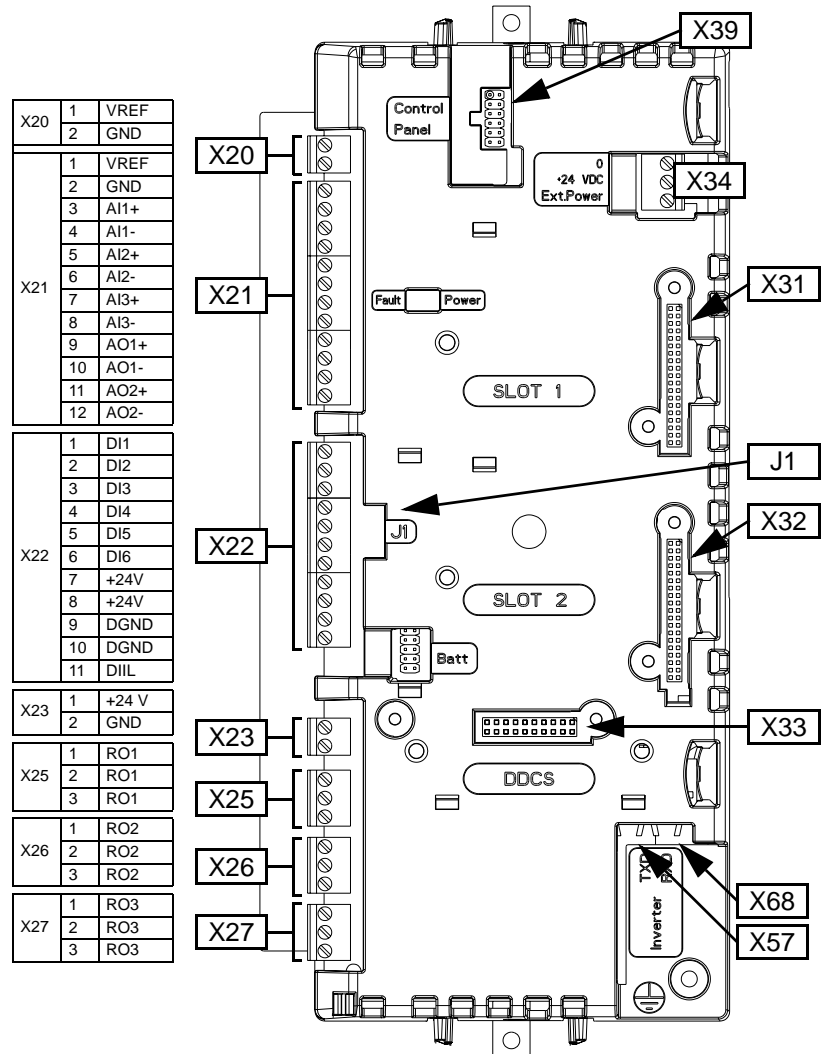 X20 1 VREF
2 GND
X21 1 VREF
2 GND
3 AI1+
4 AI1-
5 AI2+
6 AI2-
7 AI3+
8 AI3-
9 AO1+
10 AO1-
11 AO2+
12 AO2-
X22 1 DI1
2 DI2
3 DI3
4 DI4
5 DI5
6 DI6
7 +24V
8 +24V
9 DGND
10 DGND
11 DIIL
X23 1 +24 V
2 GND
X25 1 RO1
2 RO1
3 RO1
X26 1 RO2
2 RO2
3 RO2
X27 1 RO3
2 RO3
3 RO3
X20
X21
X22
X23
X25
X26
X27
Control
Panel
0
+24 VDC
Ext.Power
Fault Power
SLOT 1
J1
SLOT 2
Batt
DDCS
Inverter
TXD
RXD
X39
X34
X31
J1
X32
X33
X68
X57